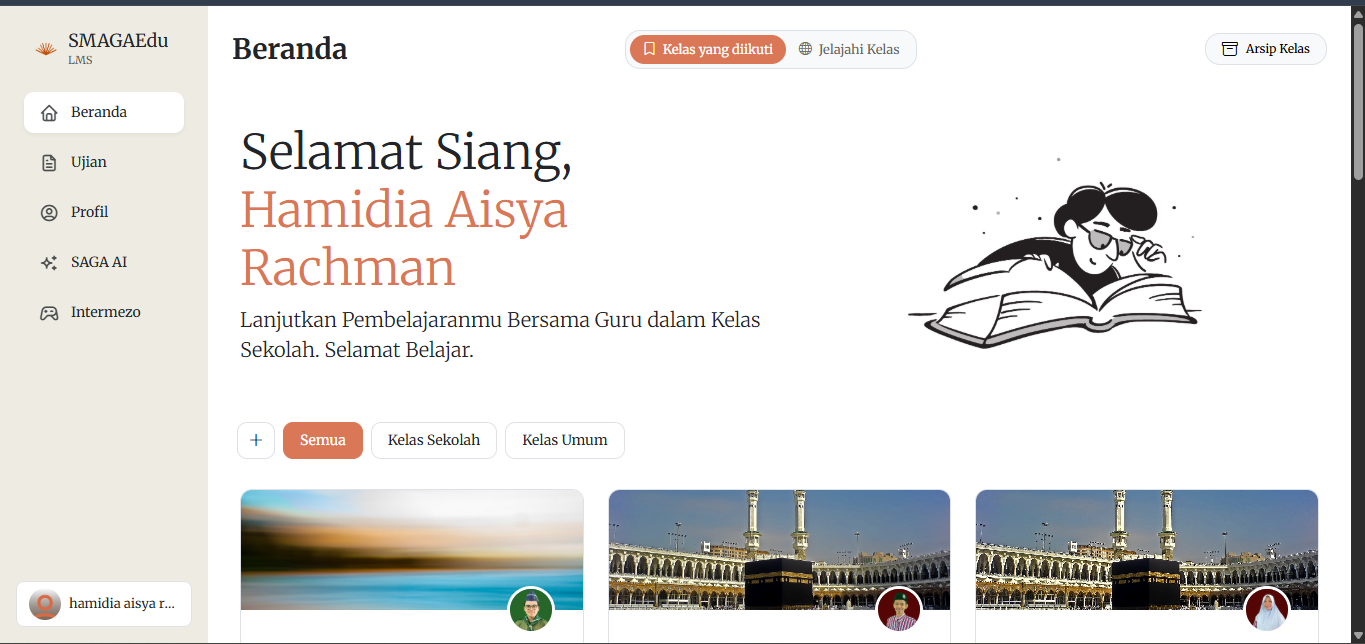 SMAGAEdu
LMS
Beranda
Ujian
Profil
SAGA AI
Intermezo
hamidia aisya r...
Beranda
Kelas yang diikuti
Jelajahi Kelas
Arsip Kelas
Selamat Siang,
Hamidia Aisya
Rachman
Lanjutkan Pembelajaranmu Bersama Guru dalam Kelas
Sekolah. Selamat Belajar.
+
Semua
Kelas Sekolah
Kelas Umum